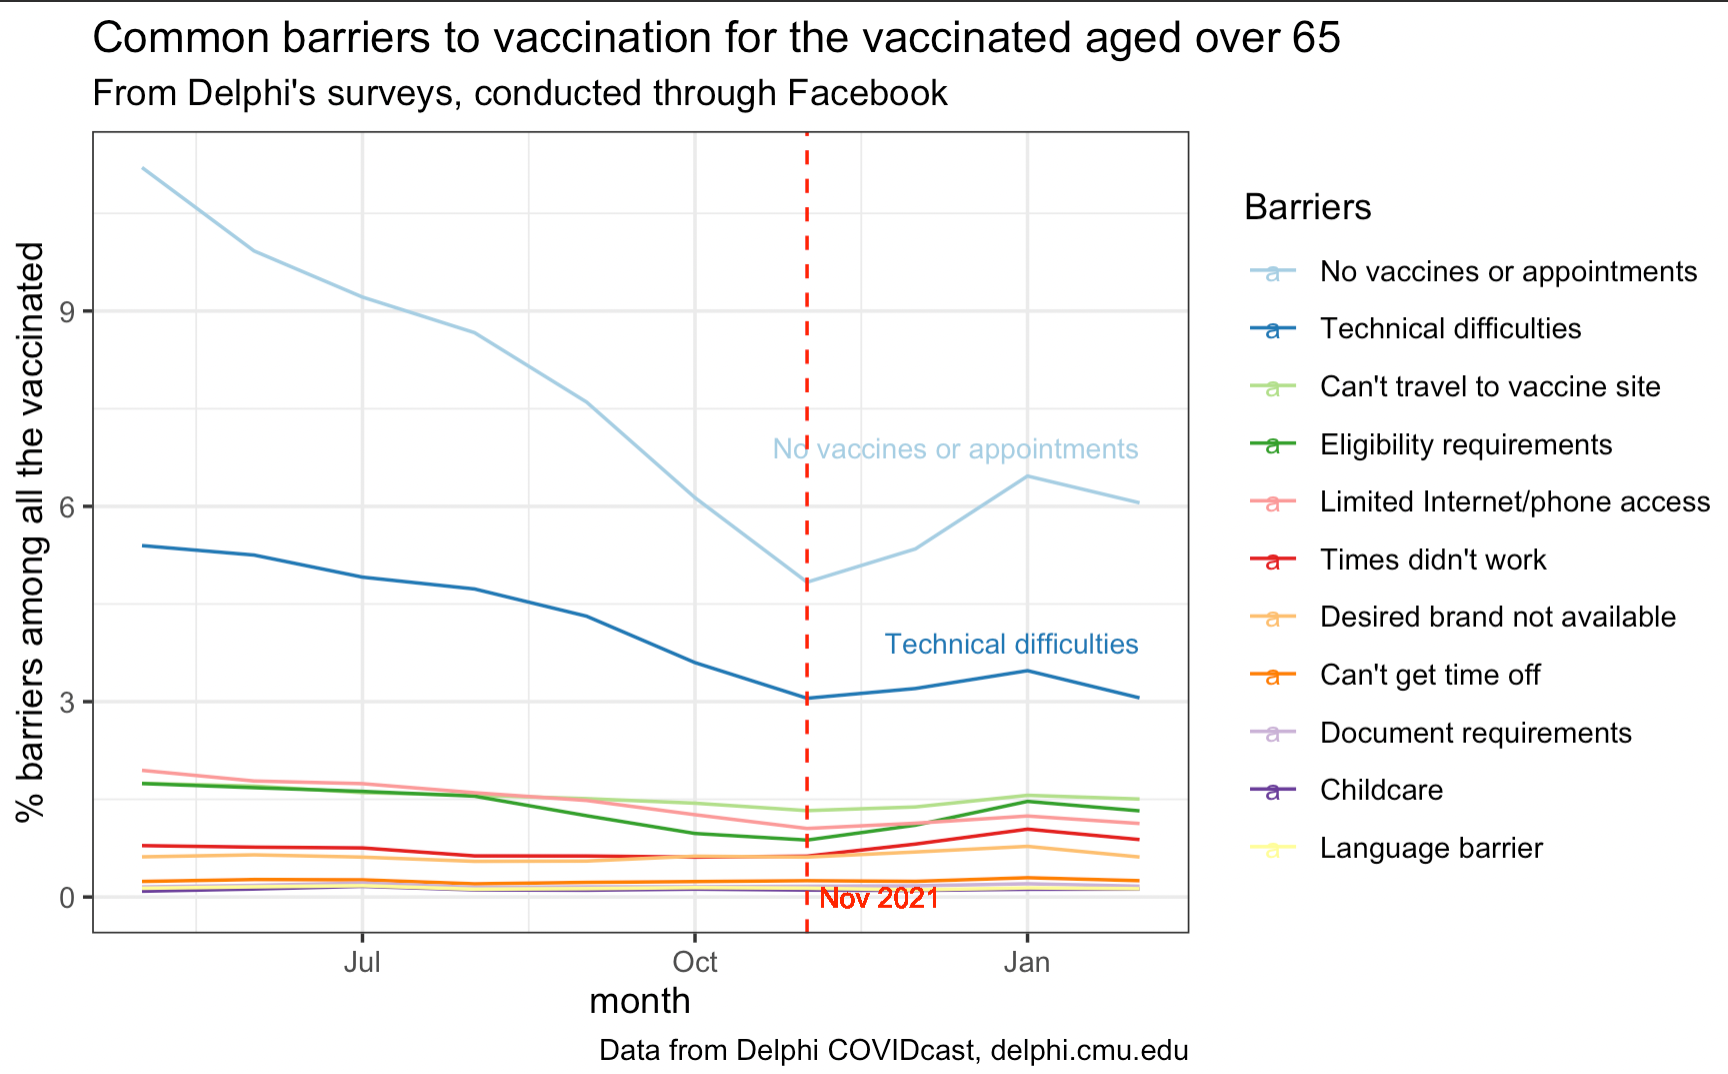 Common barriers to vaccination for the vaccinated aged over 65
From Delphi's surveys, conducted through Facebook
% barriers among all the vaccinated
9
6
3
0
No vaccines or appointments
Technical difficulties
Nov 2021
Jul
Oct
Jan
month
Data from Delphi COVIDcast, delphi.cmu.edu
Barriers
a No vaccines or appointments
a Technical difficulties
a Can't travel to vaccine site
a Eligibility requirements
a Limited Internet/phone access
a Times didn't work
a Desired brand not available
a Can't get time off
a Document requirements
a Childcare
a Language barrier